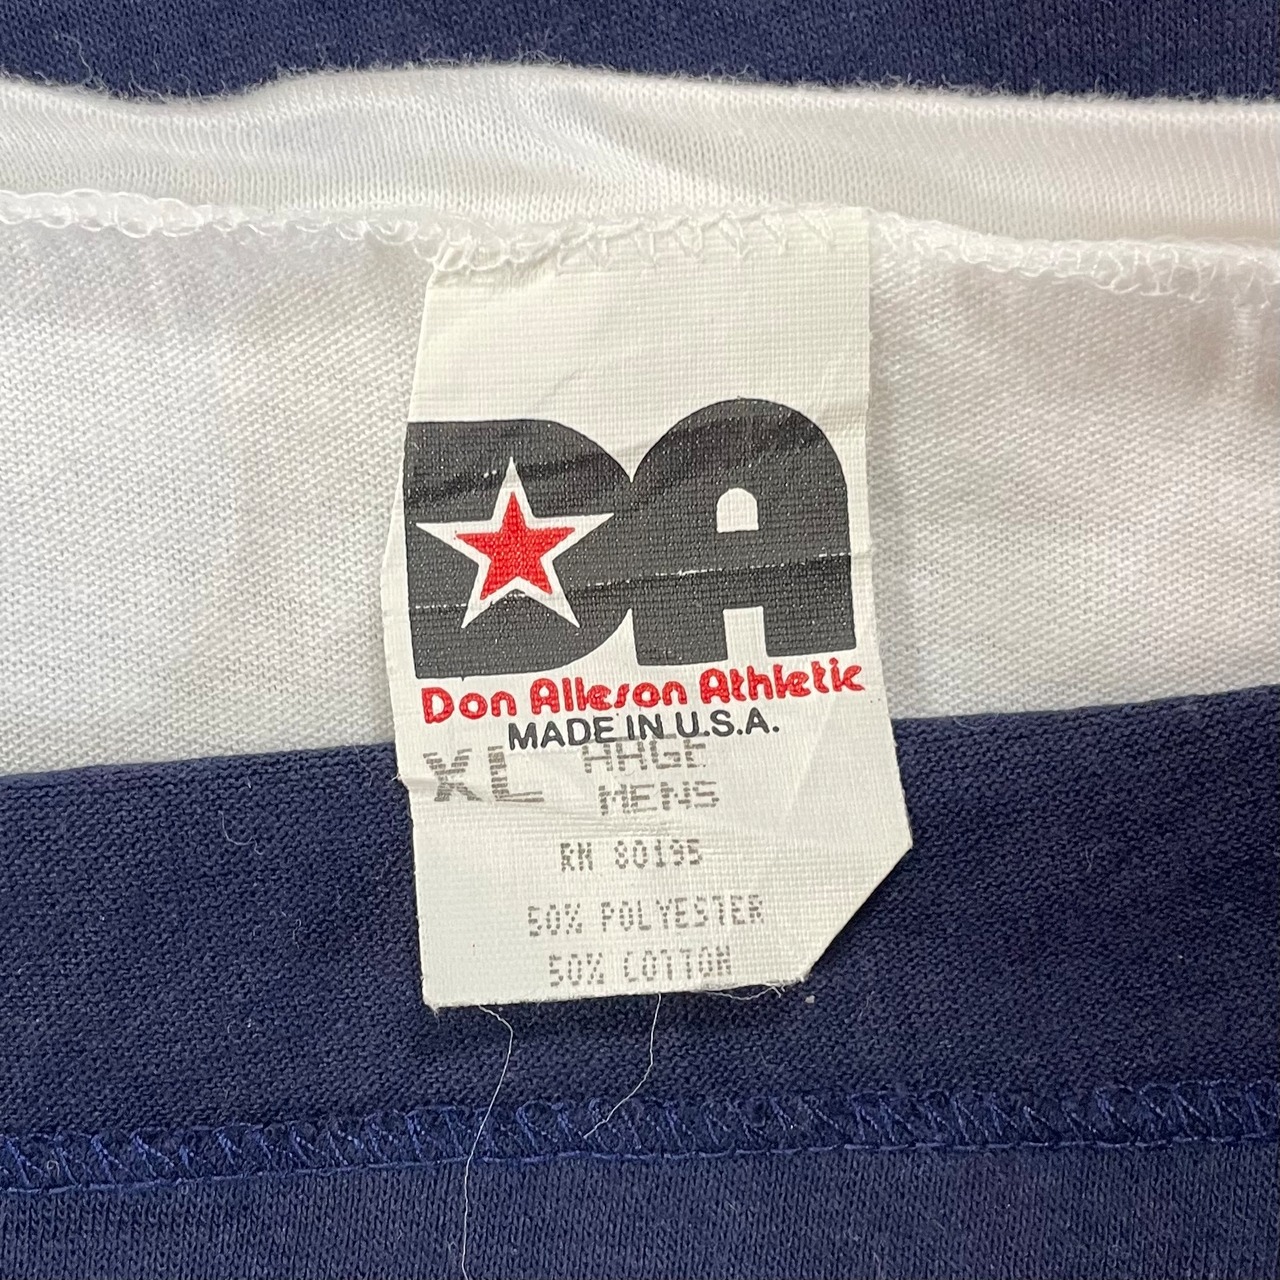 DA
Don Alleson Athletic
MADE IN U.S.A.
XL
MENS
RN 80195
50% POLYESTER
50% COTTON